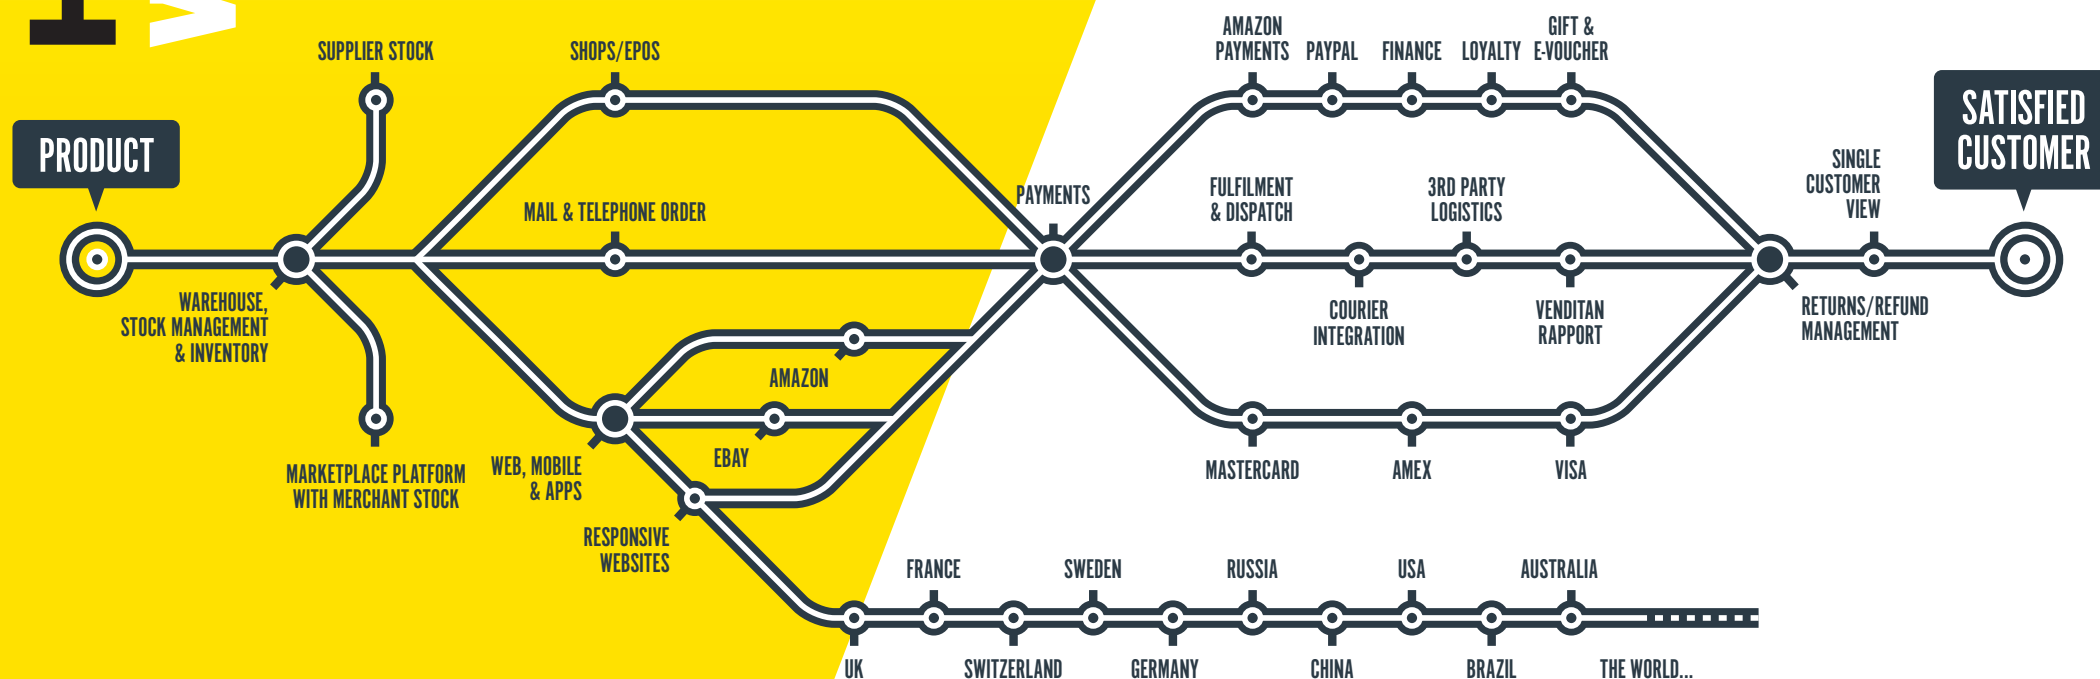 PRODUCT
SUPPLIER STOCK
SHOPS/EPOS
WAREHOUSE,
STOCK MANAGEMENT
& INVENTORY
MAIL & TELEPHONE ORDER
MARKETPLACE PLATFORM
WITH MERCHANT STOCK
WEB, MOBILE
& APPS
AMAZON
EBAY
RESPONSIVE
WEBSITES
PAYMENTS
AMAZON
PAYMENTS
PAYPAL
FINANCE
LOYALTY
GIFT &
E-VOUCHER
FULFILMENT
& DISPATCH
COURIER
INTEGRATION
3RD PARTY
LOGISTICS
VENDITAN
RAPPORT
MASTERCARD
AMEX
VISA
SINGLE
CUSTOMER
VIEW
RETURNS/REFUND
MANAGEMENT
SATISFIED
CUSTOMER
UK
FRANCE
SWITZERLAND
SWEDEN
GERMANY
RUSSIA
CHINA
USA
BRAZIL
AUSTRALIA
THE WORLD...